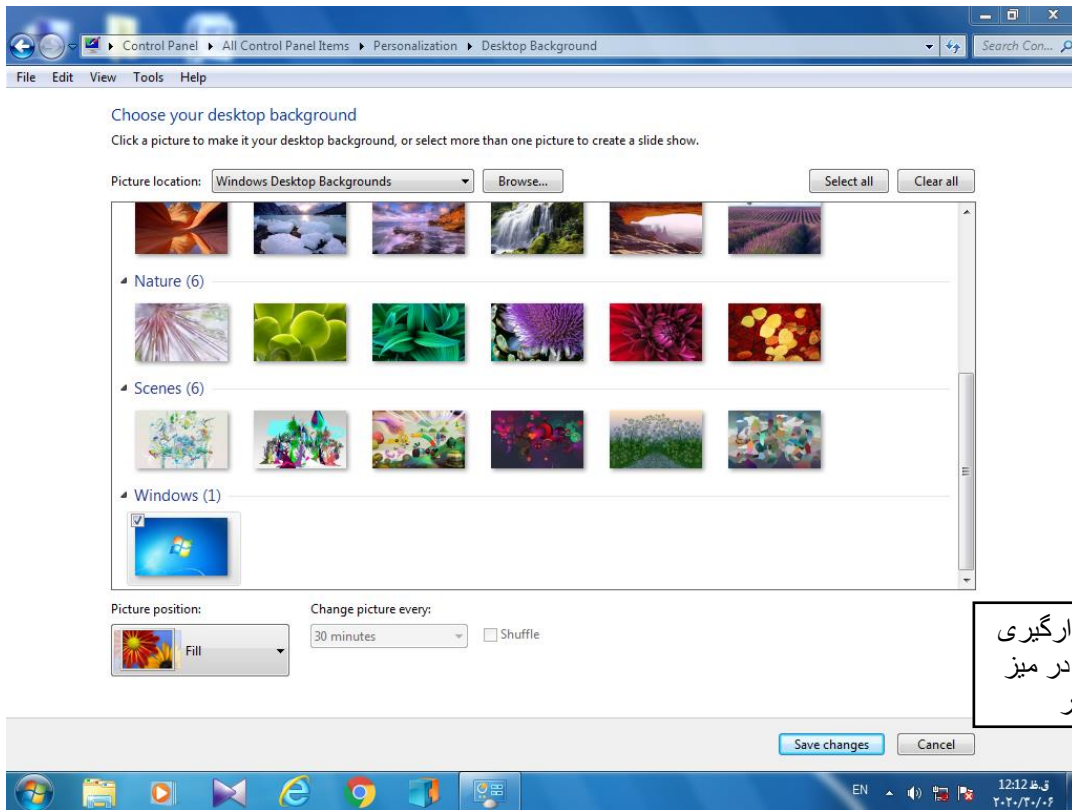 Control Panel ▸ All Control Panel Items ▸ Personalization ▸ Desktop Background
Search Con...
File Edit View Tools Help
Choose your desktop background
Click a picture to make it your desktop background, or select more than one picture to create a slide show.
Picture location: Windows Desktop Backgrounds Browse... Select all Clear all
Nature (6)
Scenes (6)
Windows (1)
Picture position: Change picture every:
Fill 30 minutes Shuffle
ارگیری
در میز
ر
Save changes Cancel
EN 12:12 ق.ظ
۲۰۲۰/۳۰/۰۶